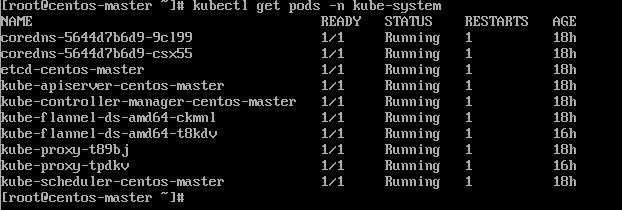 [root@centos-master ~]# kubectl get pods -n kube-system
NAME READY STATUS RESTARTS AGE
coredns-5644d7b6d9-9cl99 1/1 Running 1 18h
coredns-5644d7b6d9-csx55 1/1 Running 1 18h
etcd-centos-master 1/1 Running 1 18h
kube-apiserver-centos-master 1/1 Running 1 18h
kube-controller-manager-centos-master 1/1 Running 1 18h
kube-flannel-ds-amd64-ckmnl 1/1 Running 1 18h
kube-flannel-ds-amd64-t8kdv 1/1 Running 1 16h
kube-proxy-t89bj 1/1 Running 1 18h
kube-proxy-tpdkv 1/1 Running 1 16h
kube-scheduler-centos-master 1/1 Running 1 18h
[root@centos-master ~]#